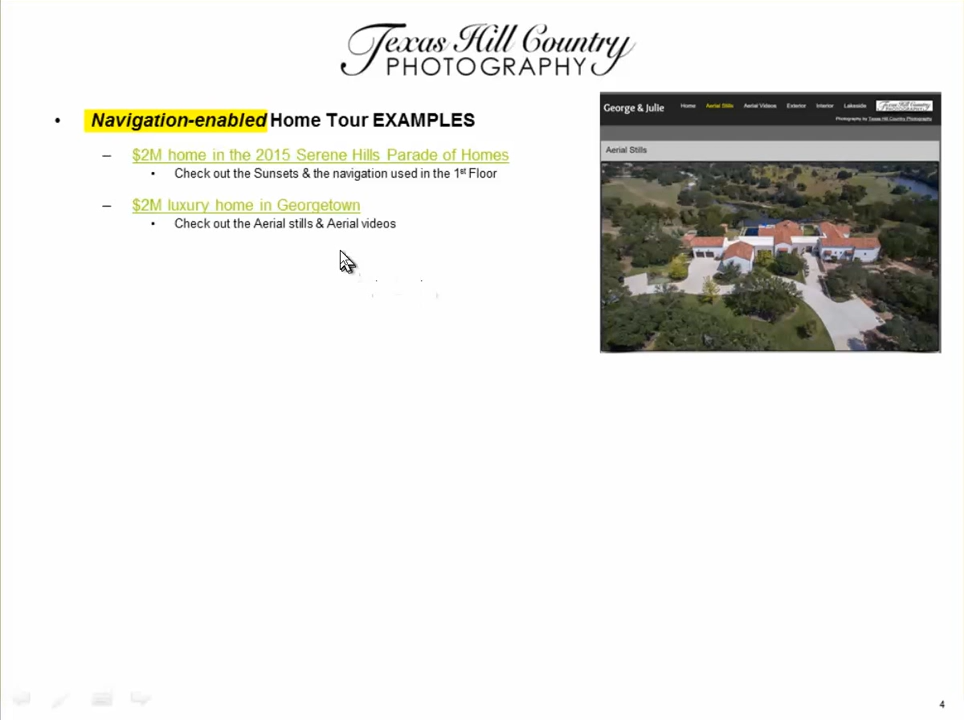 Texas Hill Country
PHOTOGRAPHY
• Navigation-enabled Home Tour EXAMPLES
– $2M home in the 2015 Serene Hills Parade of Homes
• Check out the Sunsets & the navigation used in the 1st Floor
– $2M luxury home in Georgetown
• Check out the Aerial stills & Aerial videos
George & Julie Home Aerial Stills Aerial Videos Exterior Interior Lakeside
Photography by Texas Hill Country Photography
Aerial Stills
4